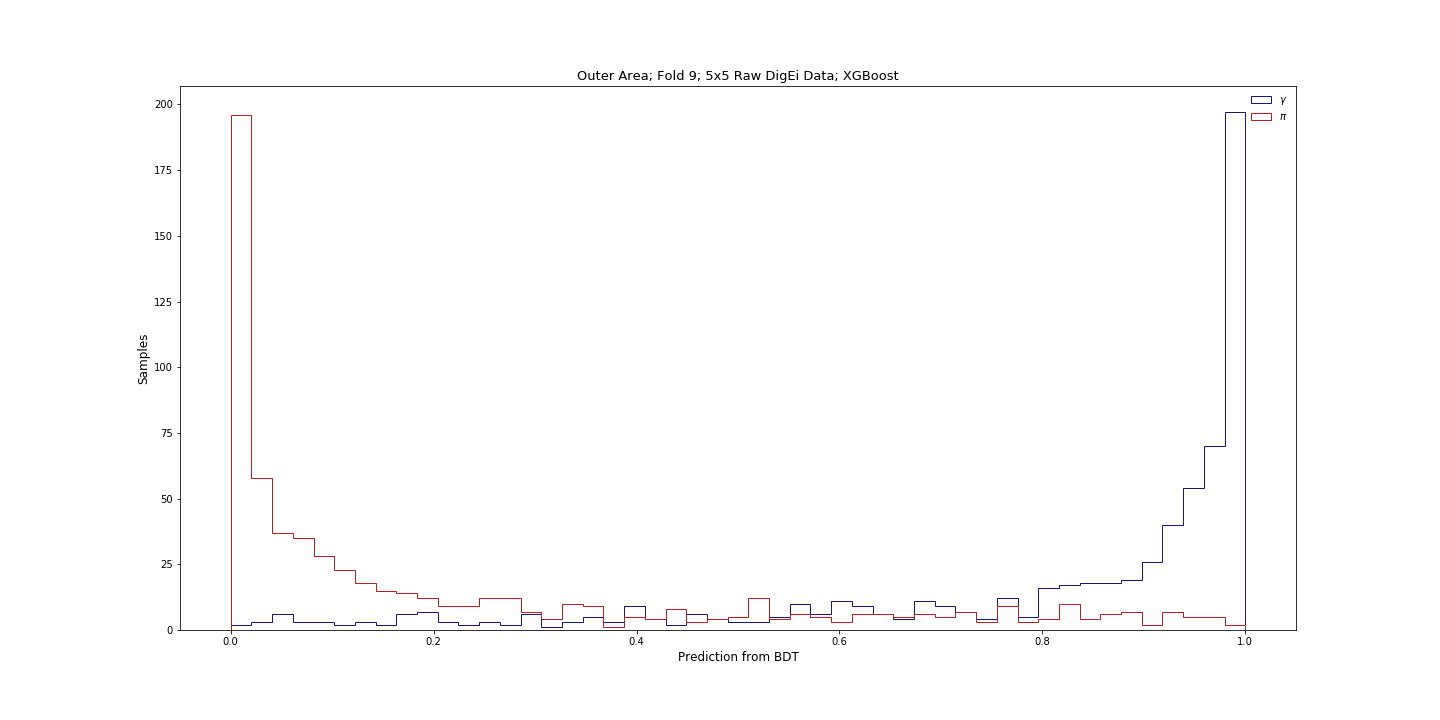 Outer Area; Fold 9; 5x5 Raw DigEi Data; XGBoost
γ
π
200
175
150
125
100
75
50
25
0
Samples
0.0 0.2 0.4 0.6 0.8 1.0
Prediction from BDT